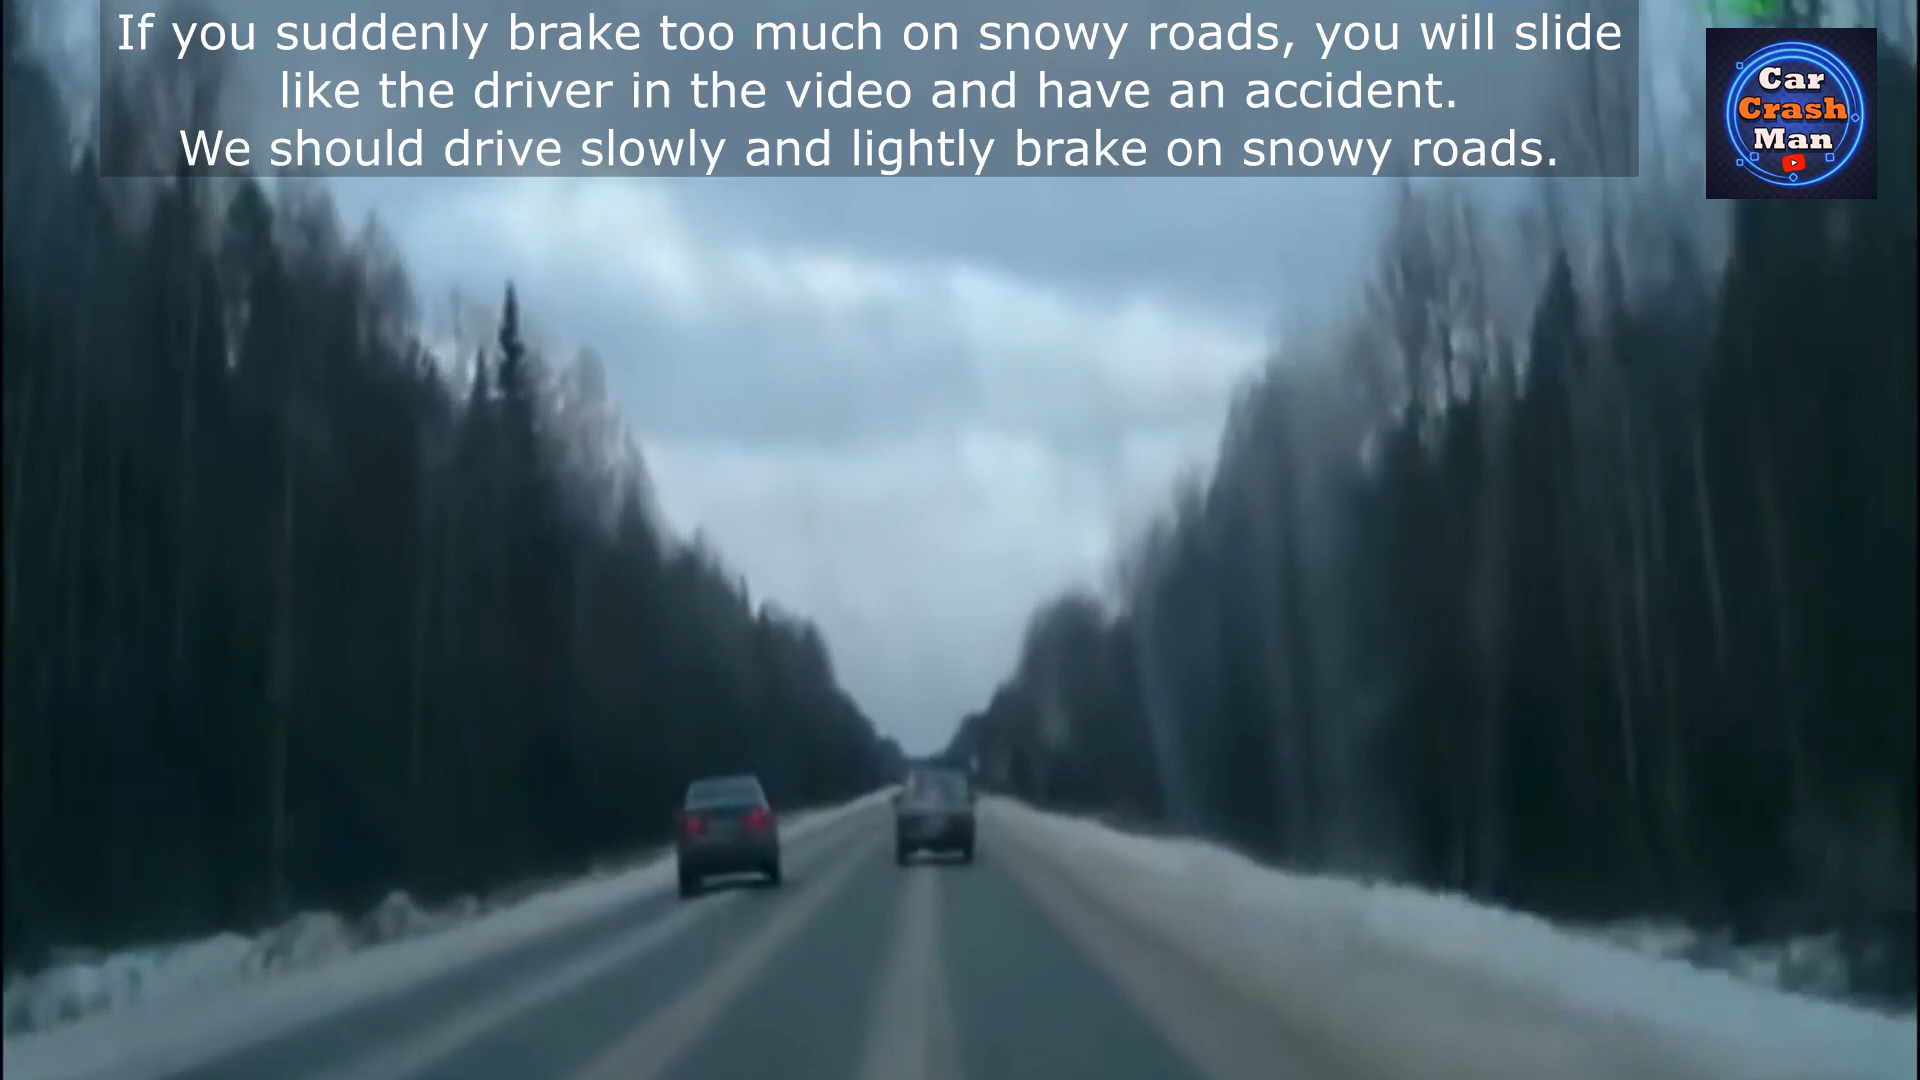 If you suddenly brake too much on snowy roads, you will slide
like the driver in the video and have an accident.
We should drive slowly and lightly brake on snowy roads.
Car
Crash
Man